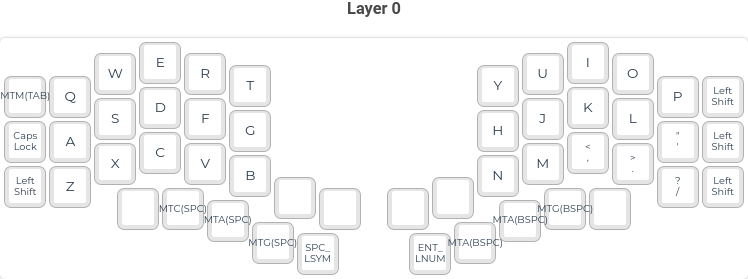 Layer 0
MTM(TAB) Q W E R T Y U I O P Left Shift
Caps Lock A S D F G H J K L " ' Left Shift
Left Shift Z X C V B N M < , > . ? / Left Shift
MTC(SPC) MTA(SPC) MTG(SPC) SPC_ LSYM ENT_ LNUM MTA(BSPC) MTA(BSPC) MTG(BSPC)